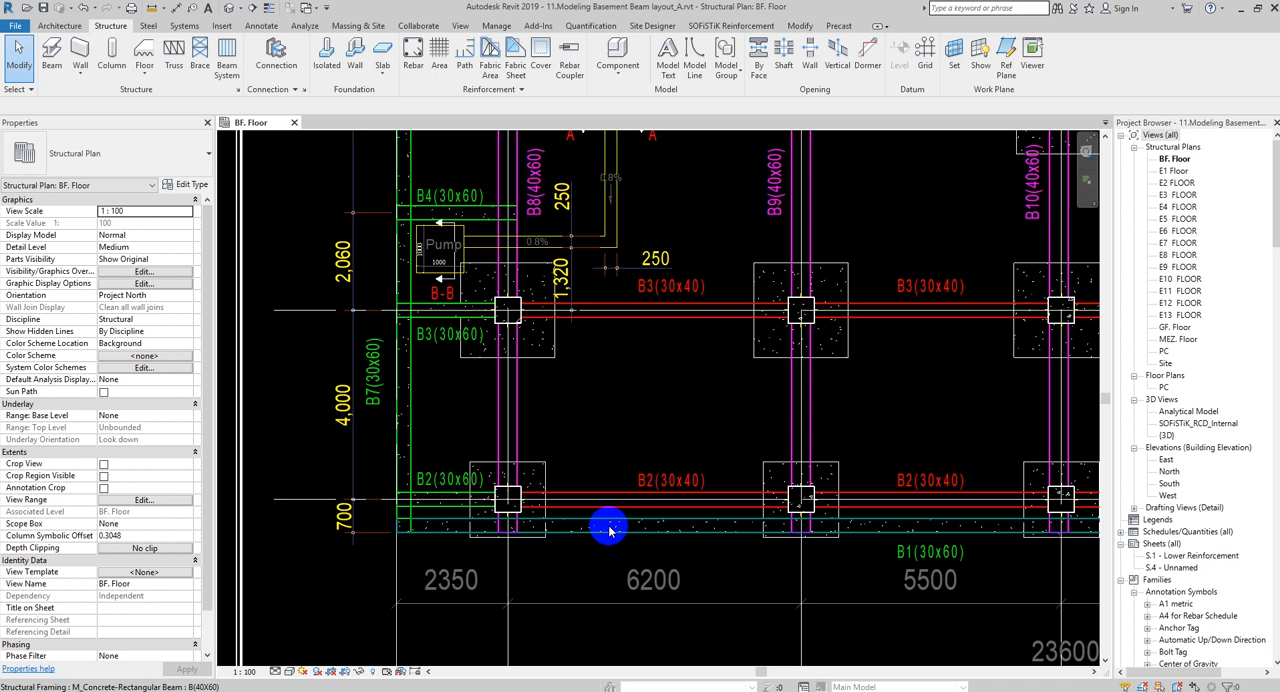 Autodesk Revit 2019 - 11.Modeling Basement Beam layout_A.rvt - Structural Plan: BF. Floor
Type a keyword or phrase
Sign In
File Architecture Structure Steel Systems Insert Annotate Analyze Massing & Site Collaborate View Manage Add-Ins Quantification Site Designer SOFiSTiK Reinforcement Modify Precast
Modify Beam Wall Column Floor Truss Brace Beam System Connection Isolated Wall Slab Rebar Area Path Fabric Area Fabric Sheet Cover Rebar Coupler Component Model Text Model Line Model Group By Face Shaft Wall Vertical Dormer Level Grid Set Show Ref Plane Viewer
Select Structure Connection Foundation Reinforcement Model Opening Datum Work Plane
Properties
BF. Floor
Project Browser - 11.Modeling Basement...
Structural Plan
Structural Plan: BF. Floor
Edit Type
Graphics
View Scale 1 : 100
Scale Value 1: 100
Display Model Normal
Detail Level Medium
Parts Visibility Show Original
Visibility/Graphics Over... Edit...
Graphic Display Options Edit...
Orientation Project North
Wall Join Display Clean all wall joins
Discipline Structural
Show Hidden Lines By Discipline
Color Scheme Location Background
Color Scheme <none>
System Color Schemes Edit...
Default Analysis Display... None
Sun Path
Underlay
Range: Base Level None
Range: Top Level Unbounded
Underlay Orientation Look down
Extents
Crop View
Crop Region Visible
Annotation Crop
View Range Edit...
Associated Level BF. Floor
Scope Box None
Column Symbols Offset 0.3048
Depth Clipping No clip
Identity Data
View Template <None>
View Name BF. Floor
Dependency Independent
Title on Sheet
Referencing Sheet
Referencing Detail
Phasing
Phase Filter None
Properties help
Apply
A A
B8(40x60)
B9(40x60)
B10(40x60)
0.8%
250
B4(30x60)
Pump
1000
1000
0.8%
250
2,060
1,320
B-B
B3(30x40)
B3(30x40)
B3(30x60)
B7(30x60)
4,000
B2(30x60)
B2(30x40)
B2(30x40)
700
B1(30x60)
2350
6200
5500
23600
Views (all)
Structural Plans
BF. Floor
E1 Floor
E2 FLOOR
E3 FLOOR
E4 FLOOR
E5 FLOOR
E6 FLOOR
E7 FLOOR
E8 FLOOR
E9 FLOOR
E10 FLOOR
E11 FLOOR
E12 FLOOR
E13 FLOOR
GF. Floor
MEZ. Floor
PC
Site
Floor Plans
PC
3D Views
Analytical Model
SOFiSTiK_RCD_Internal
{3D}
Elevations (Building Elevation)
East
North
South
West
Drafting Views (Detail)
Legends
Schedules/Quantities (all)
Sheets (all)
S.1 - Lower Reinforcement
S.4 - Unnamed
Families
Annotation Symbols
A1 metric
A4 for Rebar Schedule
Anchor Tag
Automatic Up/Down Direction
Bolt Tag
Center of Gravity
1 : 100
Structural Framing : M_Concrete-Rectangular Beam : B(40X60)
:0
Main Model
:0